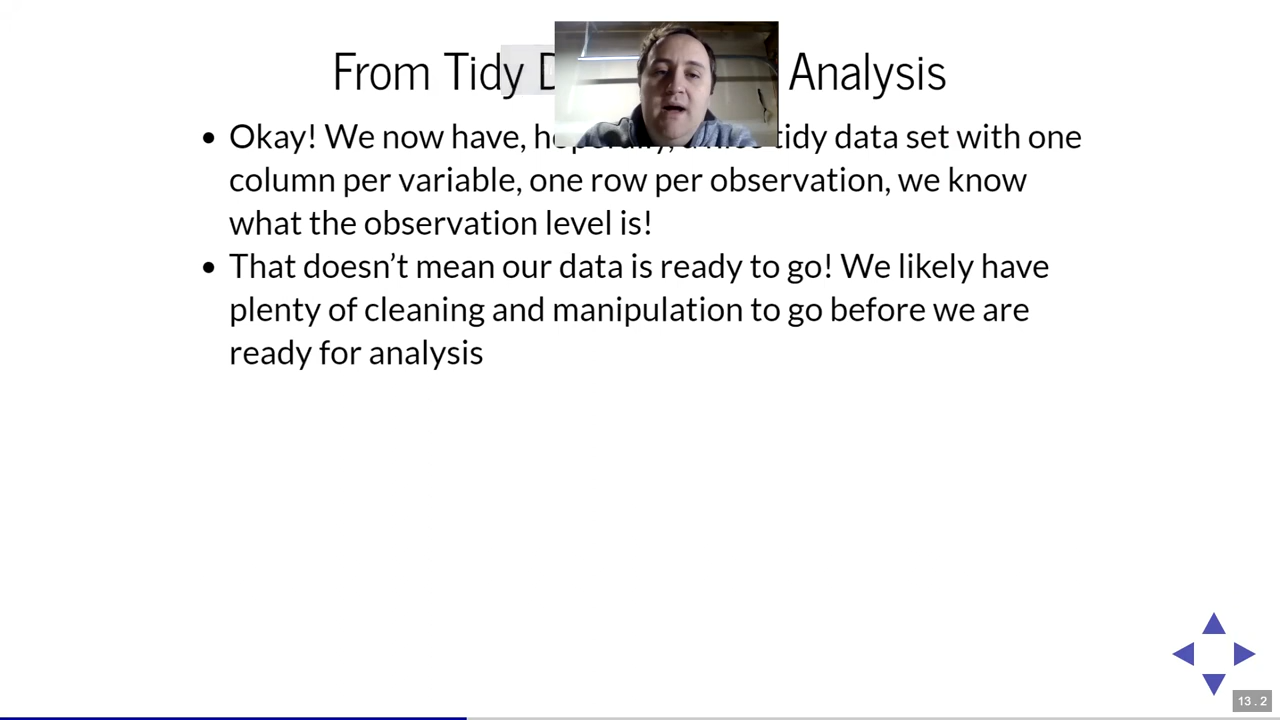 From Tidy Analysis
Okay! We now have, tidy data set with one
column per variable, one row per observation, we know
what the observation level is!
That doesn’t mean our data is ready to go! We likely have
plenty of cleaning and manipulation to go before we are
ready for analysis
13.2